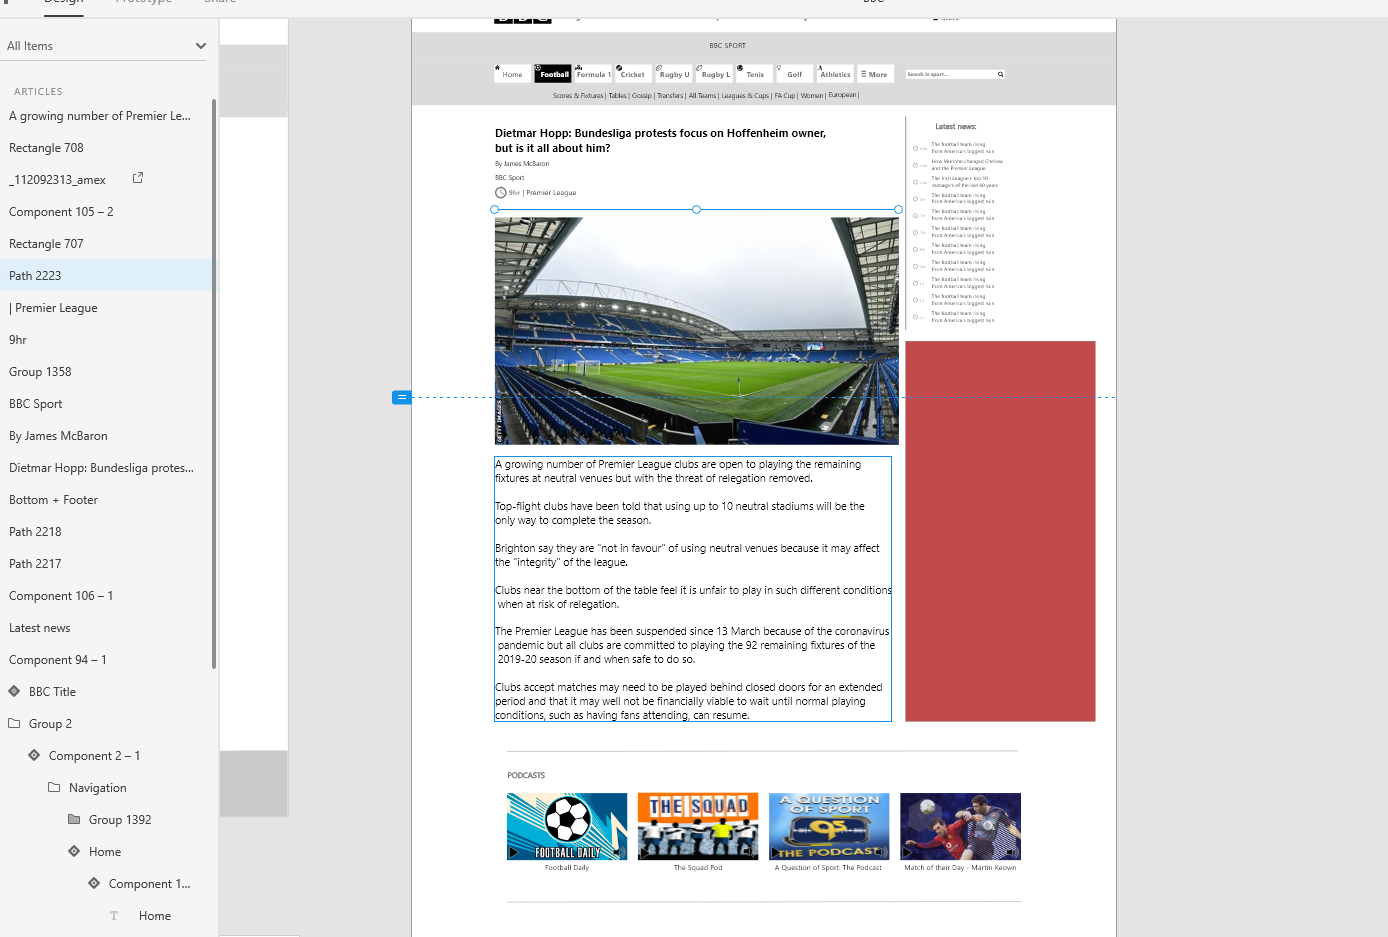 Design Prototype Share
BBC
All Items
ARTICLES
A growing number of Premier Le...
Rectangle 708
_112092313_amex
Component 105 – 2
Rectangle 707
Path 2223
| Premier League
9hr
Group 1358
BBC Sport
By James McBaron
Dietmar Hopp: Bundesliga protes...
Bottom + Footer
Path 2218
Path 2217
Component 106 – 1
Latest news
Component 94 – 1
BBC Title
Group 2
Component 2 – 1
Navigation
Group 1392
Home
Component 1...
Home
BBC
More
BBC SPORT
Home
Football
Formula 1
Cricket
Rugby U
Rugby L
Tenis
Golf
Athletics
More
Search in sport...
Scores & Fixtures | Tables | Gossip | Transfers | All Teams | Leagues & Cups | FA Cup | Women | European |
Dietmar Hopp: Bundesliga protests focus on Hoffenheim owner,
but is it all about him?
By James McBaron
BBC Sport
9hr | Premier League
GETTY IMAGES
A growing number of Premier League clubs are open to playing the remaining
fixtures at neutral venues but with the threat of relegation removed.
Top-flight clubs have been told that using up to 10 neutral stadiums will be the
only way to complete the season.
Brighton say they are "not in favour" of using neutral venues because it may affect
the "integrity" of the league.
Clubs near the bottom of the table feel it is unfair to play in such different conditions
when at risk of relegation.
The Premier League has been suspended since 13 March because of the coronavirus
pandemic but all clubs are committed to playing the 92 remaining fixtures of the
2019-20 season if and when safe to do so.
Clubs accept matches may need to be played behind closed doors for an extended
period and that it may well not be financially viable to wait until normal playing
conditions, such as having fans attending, can resume.
Latest news:
The football team rising
from America's biggest ruin
How Murinho changed Chelsea
and the Premier League
The Irish League's top 10
managers of the last 40 years
The football team rising
from America's biggest ruin
The football team rising
from America's biggest ruin
The football team rising
from America's biggest ruin
The football team rising
from America's biggest ruin
The football team rising
from America's biggest ruin
The football team rising
from America's biggest ruin
The football team rising
from America's biggest ruin
The football team rising
from America's biggest ruin
PODCASTS
FOOTBALL DAILY
THE SQUAD
A QUESTION
OF SPORT
QS
THE PODCAST
Football Daily
The Squad Pod
A Question of Sport: The Podcast
Match of their Day - Martin Keown